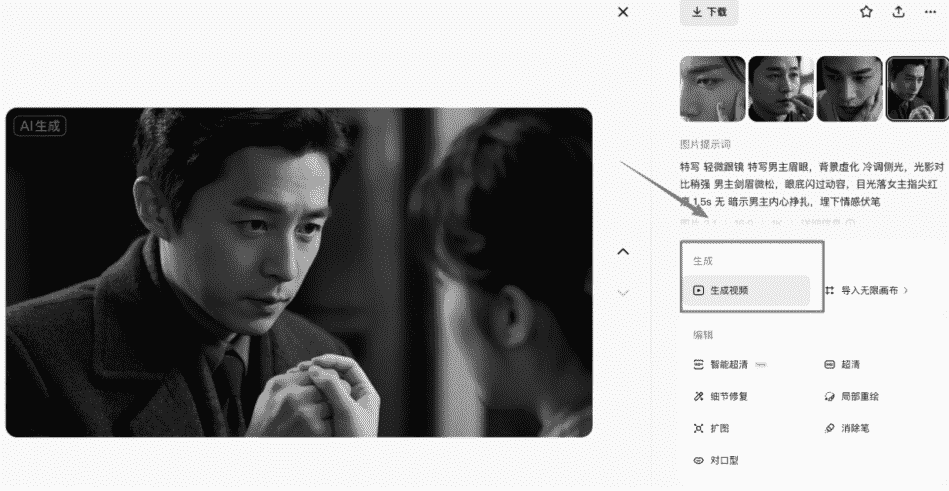 下载
AI生成
图片提示词
特写 轻微跟镜 特写男主眉眼，背景虚化 冷调侧光，光影对
比稍强 男主剑眉微松，眼底闪过动容，目光落女主指尖红
1.5s 无 暗示男主内心挣扎，埋下情感伏笔
生成
生成视频
导入无限画布
编辑
智能超清
超清
细节修复
局部重绘
扩图
消除笔
对口型